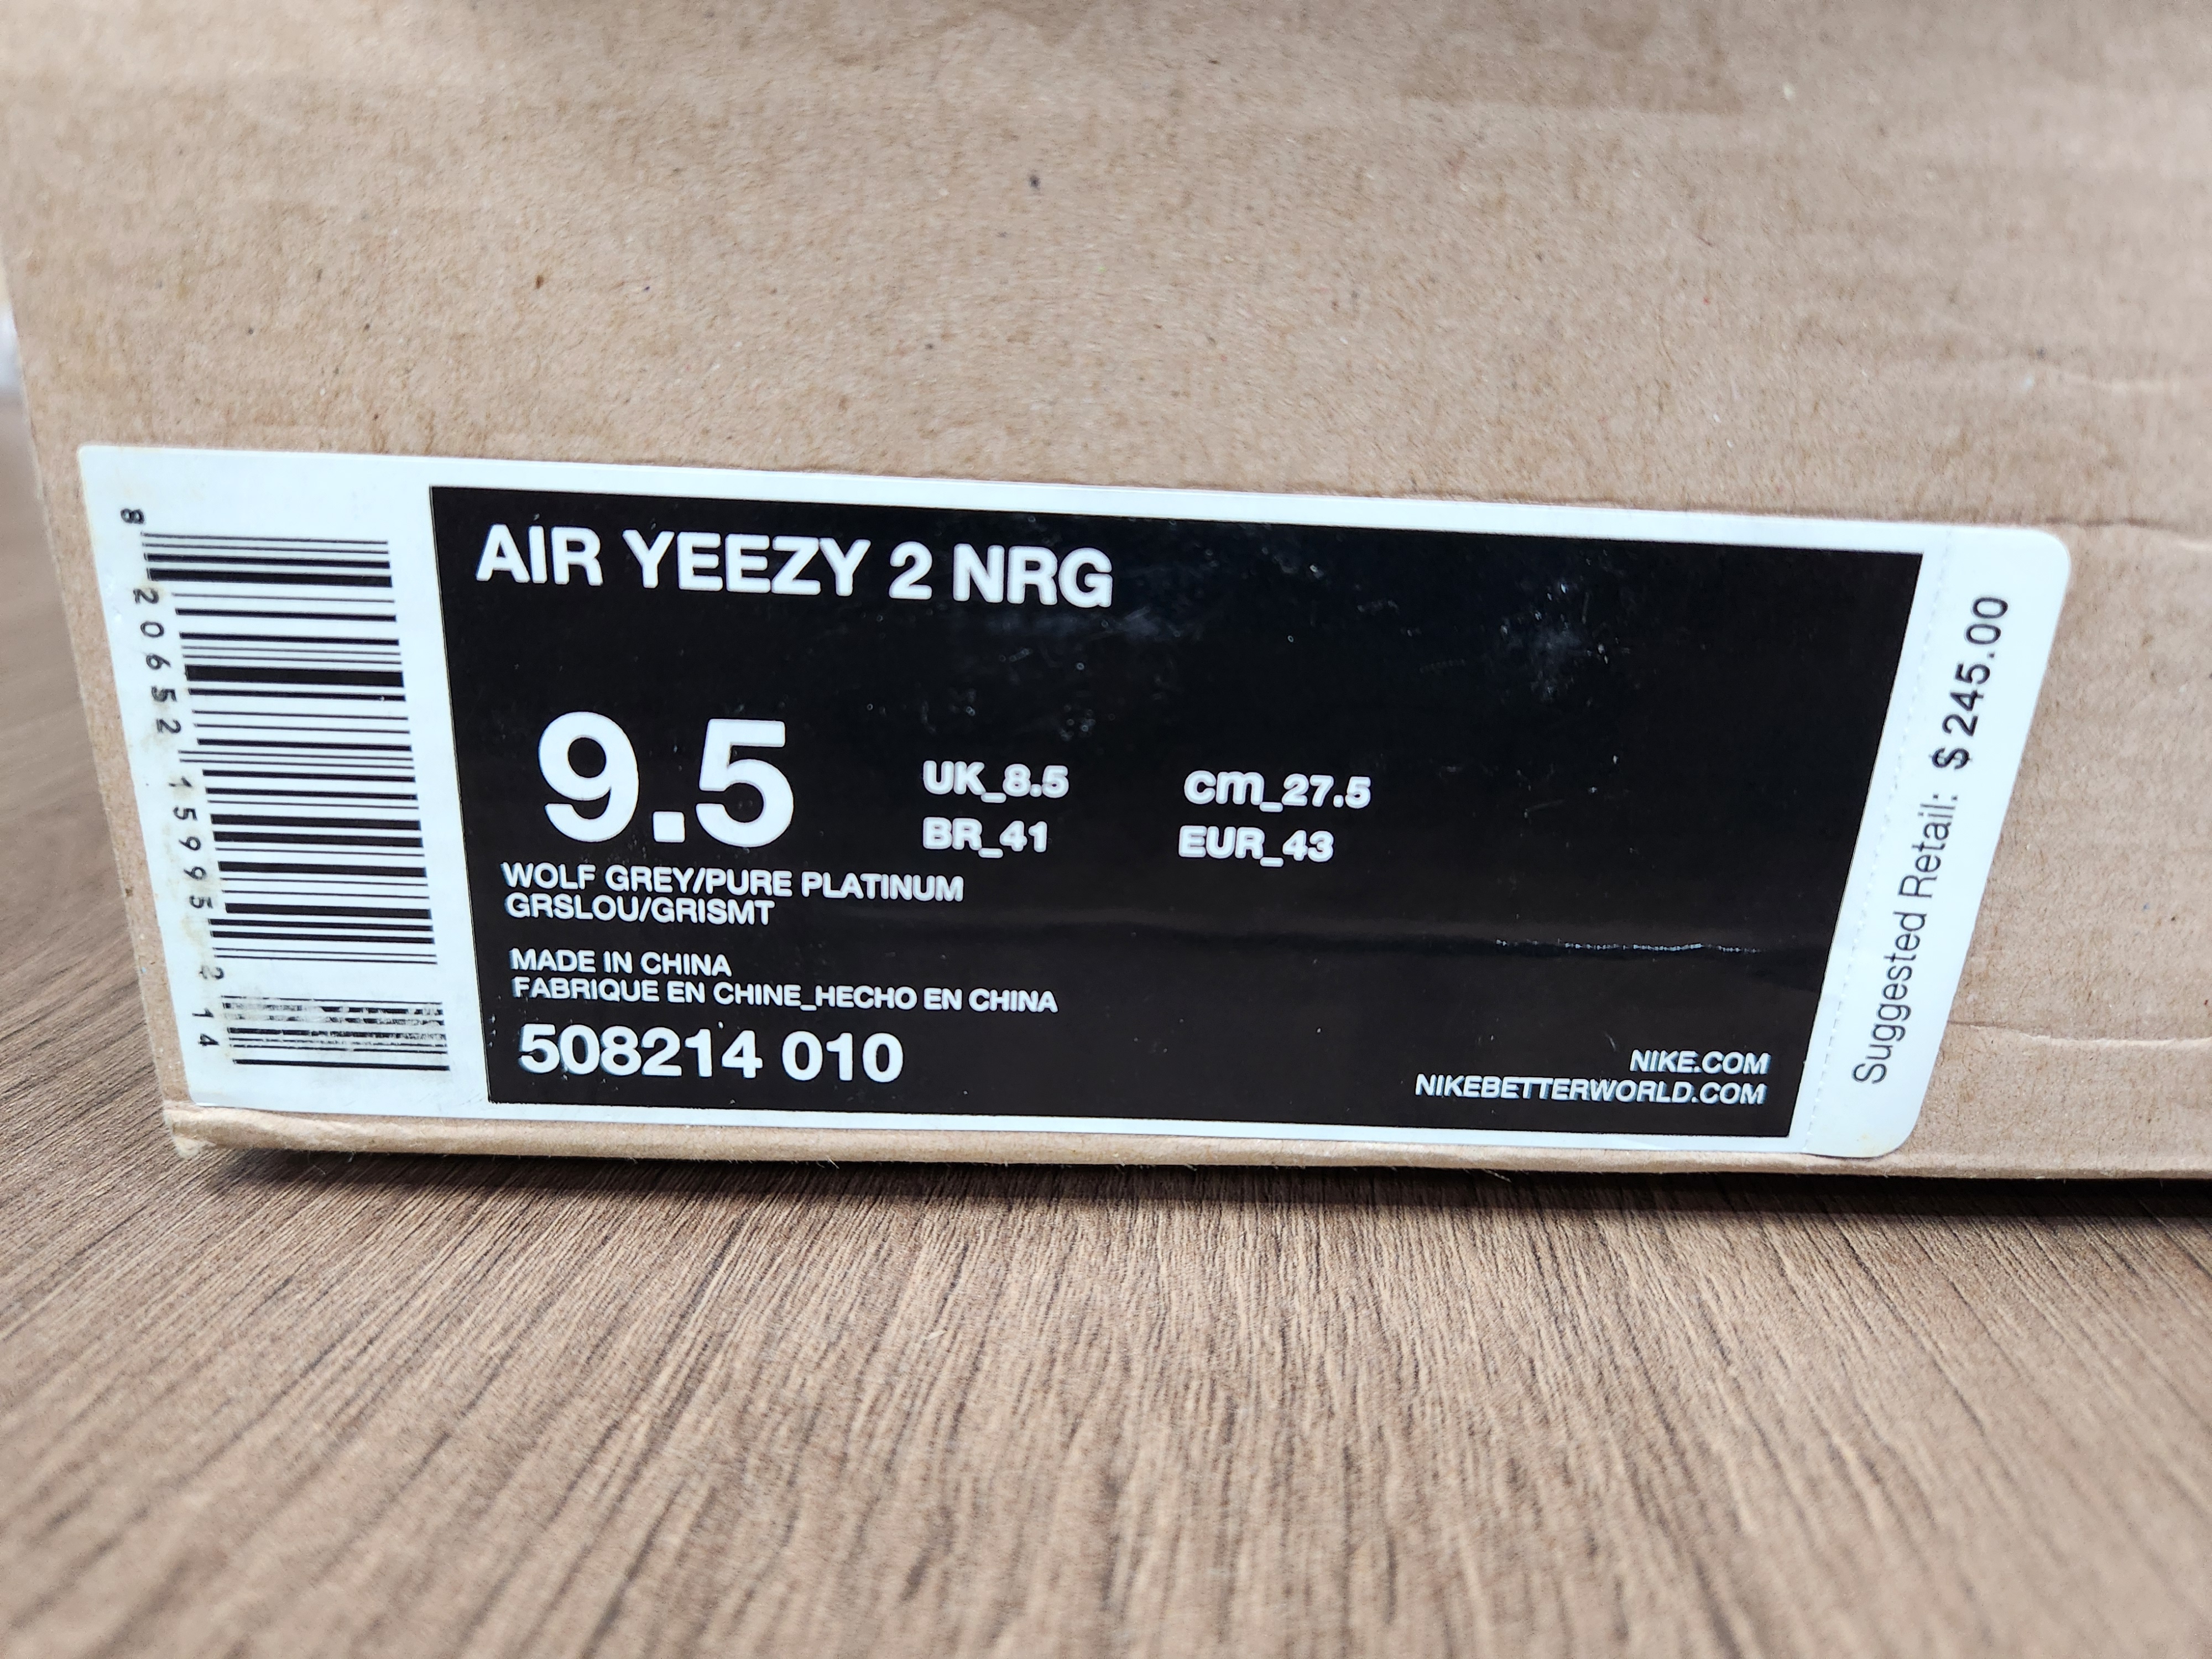 AIR YEEZY 2 NRG
9.5
UK_8.5
cm_27.5
BR_41
EUR_43
WOLF GREY/PURE PLATINUM
GRSLOU/GRISMT
MADE IN CHINA
FABRIQUE EN CHINE_HECHO EN CHINA
508214 010
NIKE.COM
NIKEBETTERWORLD.COM
8 20652 15995 2 14
Suggested Retail: $ 245.00